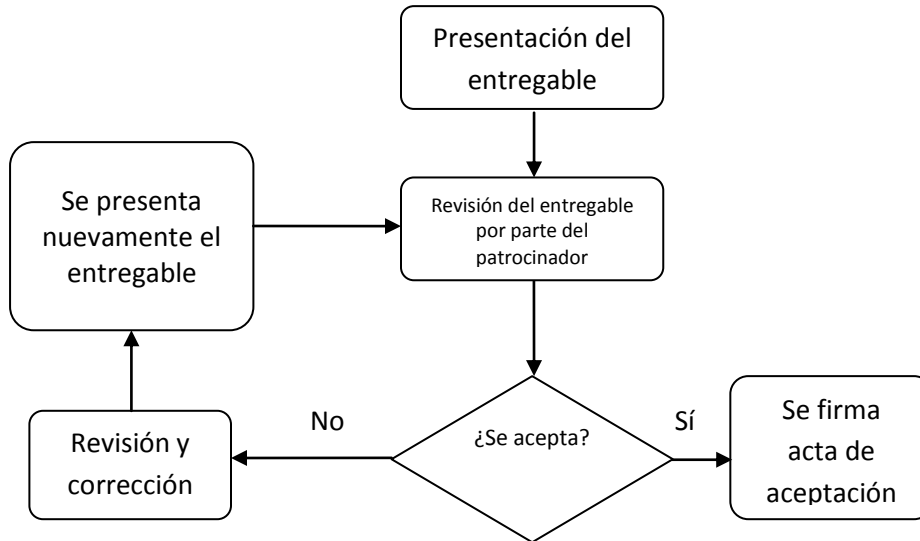 Presentación del
entregable
Se presenta
nuevamente el
entregable
Revisión del entregable
por parte del
patrocinador
¿Se acepta?
No
Sí
Revisión y
corrección
Se firma
acta de
aceptación